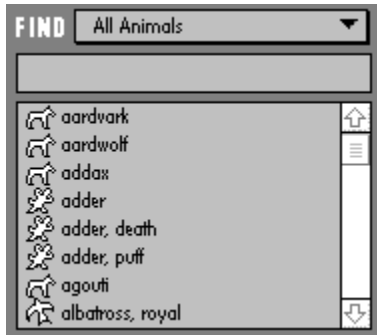 FIND All Animals
aardvark
aardwolf
addax
adder
adder, death
adder, puff
agouti
albatross, royal